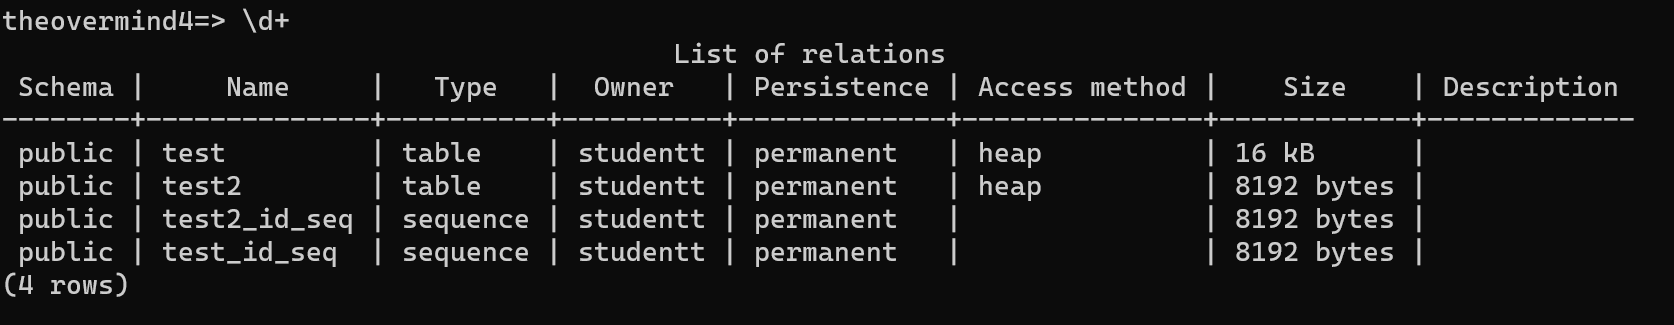 theovermind4=> \d+
List of relations
 Schema |     Name     |   Type   |  Owner   | Persistence | Access method |    Size    | Description
--------+--------------+----------+----------+-------------+---------------+------------+-------------
 public | test         | table    | studentt | permanent   | heap          | 16 kB      |
 public | test2        | table    | studentt | permanent   | heap          | 8192 bytes |
 public | test2_id_seq | sequence | studentt | permanent   |               | 8192 bytes |
 public | test_id_seq  | sequence | studentt | permanent   |               | 8192 bytes |
(4 rows)